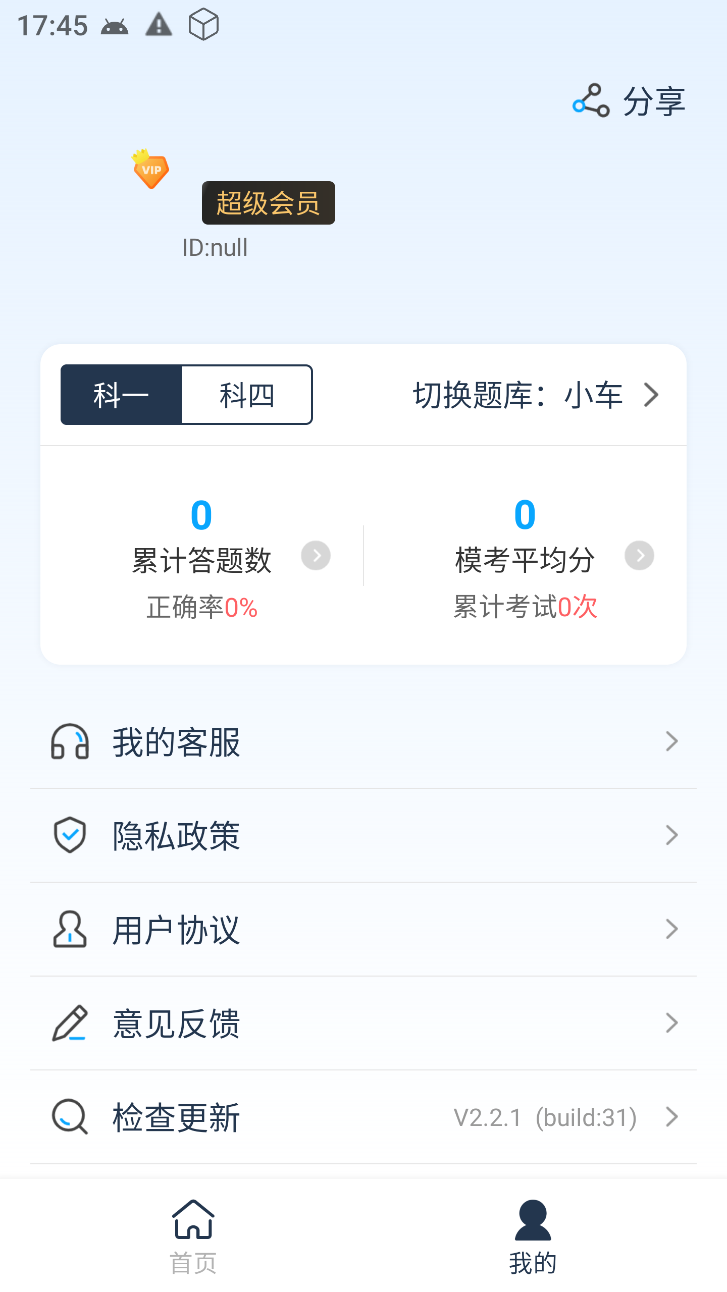 17:45
分享
VIP
超级会员
ID:null
科一 科四 切换题库：小车
0 0
累计答题数 模考平均分
正确率0% 累计考试0次
我的客服
隐私政策
用户协议
意见反馈
检查更新 V2.2.1 (build:31)
首页 我的